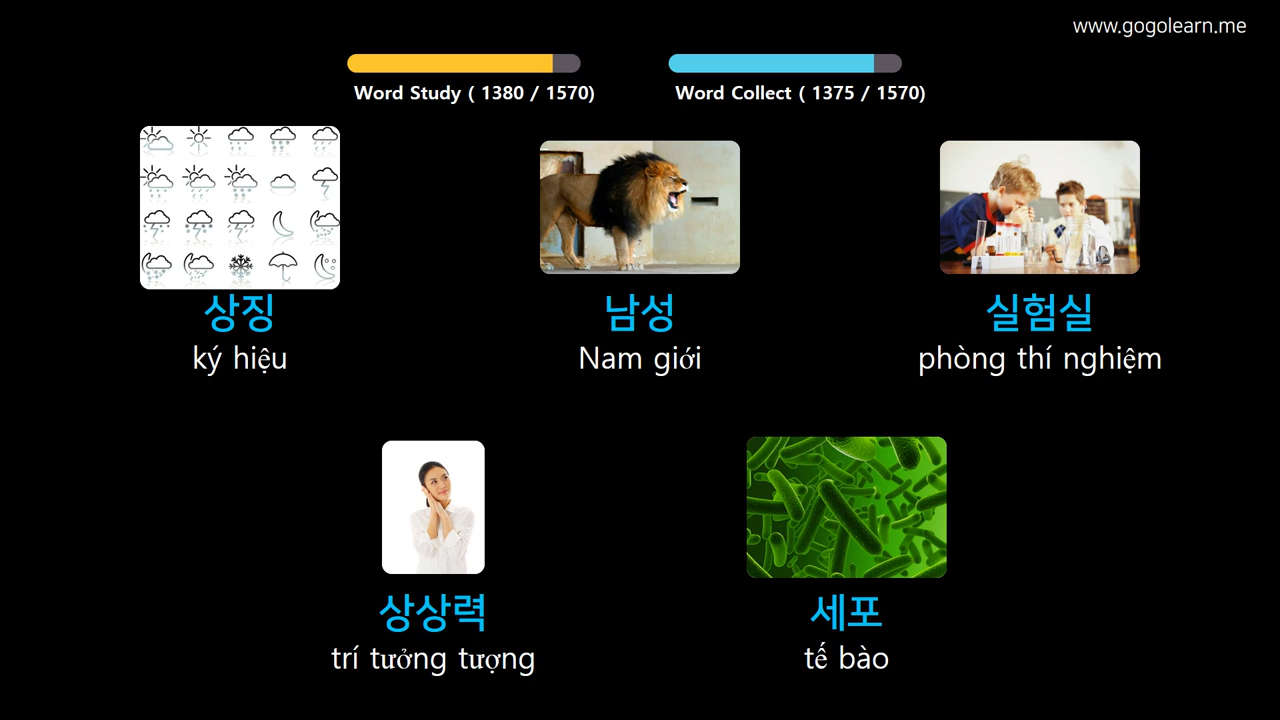 www.gogolearn.me
Word Study ( 1380 / 1570)
Word Collect ( 1375 / 1570)
상징
ký hiệu
남성
Nam giới
실험실
phòng thí nghiệm
상상력
trí tưởng tượng
세포
tế bào